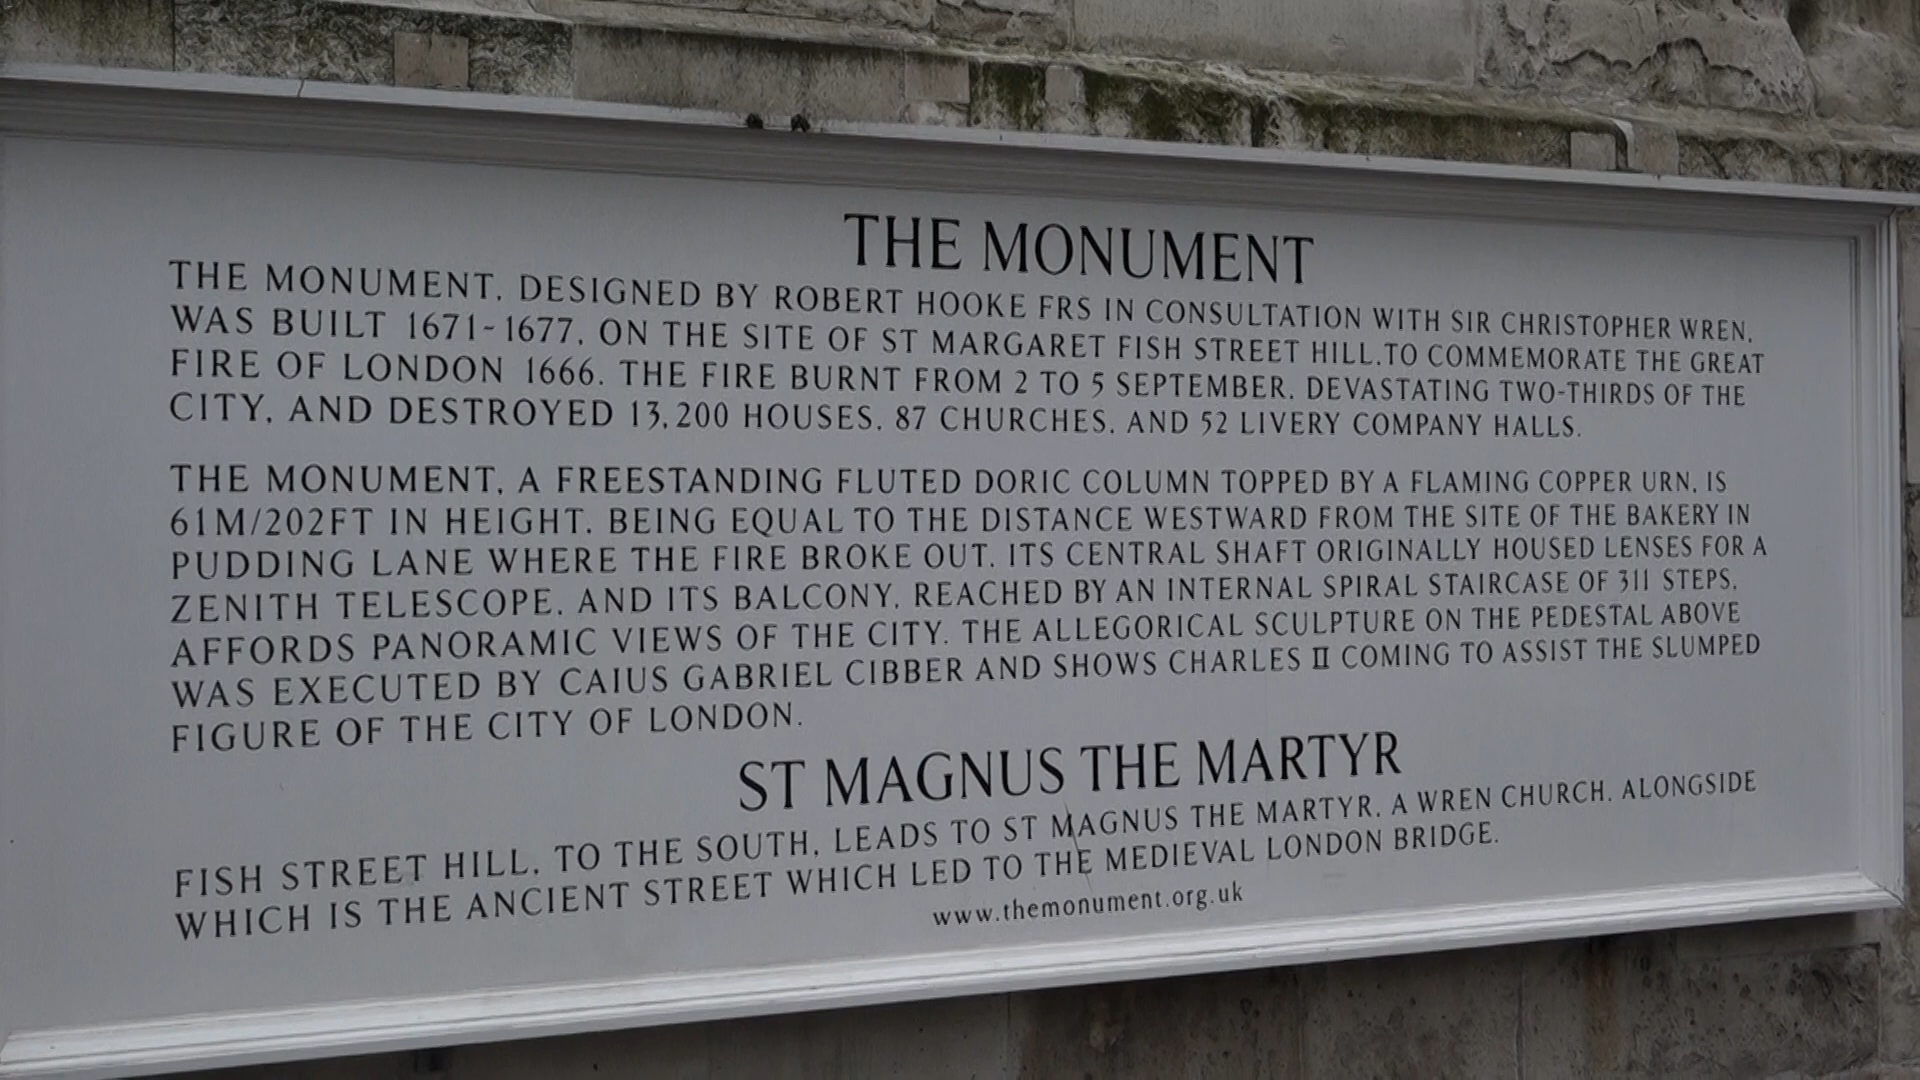 THE MONUMENT
THE MONUMENT, DESIGNED BY ROBERT HOOKE FRS IN CONSULTATION WITH SIR CHRISTOPHER WREN,
WAS BUILT 1671-1677, ON THE SITE OF ST MARGARET FISH STREET HILL,TO COMMEMORATE THE GREAT
FIRE OF LONDON 1666. THE FIRE BURNT FROM 2 TO 5 SEPTEMBER, DEVASTATING TWO-THIRDS OF THE
CITY, AND DESTROYED 13,200 HOUSES, 87 CHURCHES, AND 52 LIVERY COMPANY HALLS.
THE MONUMENT, A FREESTANDING FLUTED DORIC COLUMN TOPPED BY A FLAMING COPPER URN, IS
61M/202FT IN HEIGHT, BEING EQUAL TO THE DISTANCE WESTWARD FROM THE SITE OF THE BAKERY IN
PUDDING LANE WHERE THE FIRE BROKE OUT. ITS CENTRAL SHAFT ORIGINALLY HOUSED LENSES FOR A
ZENITH TELESCOPE, AND ITS BALCONY, REACHED BY AN INTERNAL SPIRAL STAIRCASE OF 311 STEPS,
AFFORDS PANORAMIC VIEWS OF THE CITY. THE ALLEGORICAL SCULPTURE ON THE PEDESTAL ABOVE
WAS EXECUTED BY CAIUS GABRIEL CIBBER AND SHOWS CHARLES II COMING TO ASSIST THE SLUMPED
FIGURE OF THE CITY OF LONDON.
ST MAGNUS THE MARTYR
FISH STREET HILL, TO THE SOUTH, LEADS TO ST MAGNUS THE MARTYR, A WREN CHURCH, ALONGSIDE
WHICH IS THE ANCIENT STREET WHICH LED TO THE MEDIEVAL LONDON BRIDGE.
www.themonument.org.uk